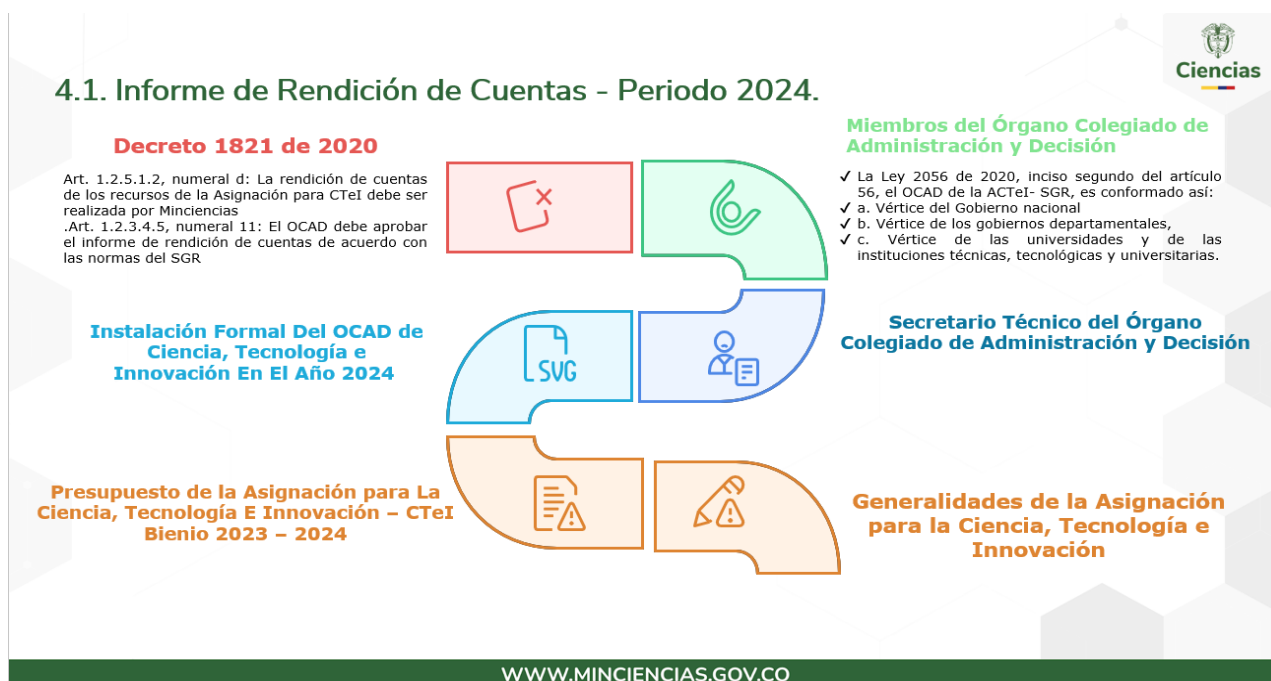 Ciencias
4.1. Informe de Rendición de Cuentas - Periodo 2024.
Decreto 1821 de 2020
Art. 1.2.5.1.2, numeral d: La rendición de cuentas
de los recursos de la Asignación para CTeI debe ser
realizada por Minciencias
.Art. 1.2.3.4.5, numeral 11: El OCAD debe aprobar
el informe de rendición de cuentas de acuerdo con
las normas del SGR
Miembros del Órgano Colegiado de
Administración y Decisión
✓ La Ley 2056 de 2020, inciso segundo del artículo
56, el OCAD de la ACTeI- SGR, es conformado así:
✓ a. Vértice del Gobierno nacional
✓ b. Vértice de los gobiernos departamentales,
✓ c. Vértice de las universidades y de las
instituciones técnicas, tecnológicas y universitarias.
Instalación Formal Del OCAD de
Ciencia, Tecnología e
Innovación En El Año 2024
SVG
Secretario Técnico del Órgano
Colegiado de Administración y Decisión
Presupuesto de la Asignación para La
Ciencia, Tecnología E Innovación – CTeI
Bienio 2023 – 2024
Generalidades de la Asignación
para la Ciencia, Tecnología e
Innovación
WWW.MINCIENCIAS.GOV.CO